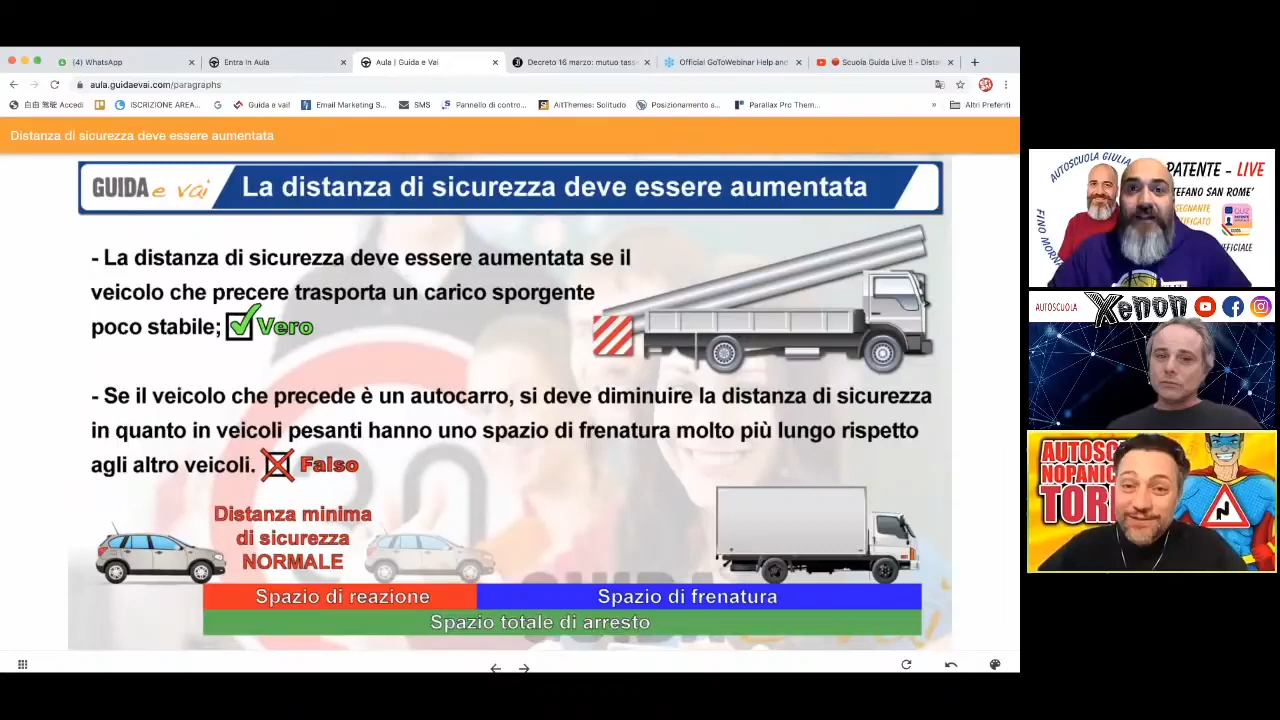 (4) WhatsApp
Entra In Aula
Aula | Guida e Vai
Decreto 16 marzo: mutuo tass
Official GoToWebinar Help and
Scuola Guida Live !! - Dista
aula.guidaevai.com/paragraphs
自由 驾驶 Accedi
ISCRIZIONE AREA...
Guida e vai!
Email Marketing S...
SMS
Pannello di contro...
AitThemes: Solitudo
Posizionamento s...
Parallax Pro Them...
»
Altri Preferiti
Distanza di sicurezza deve essere aumentata
GUIDA e vai
La distanza di sicurezza deve essere aumentata
- La distanza di sicurezza deve essere aumentata se il
veicolo che precere trasporta un carico sporgente
poco stabile; Vero
- Se il veicolo che precede è un autocarro, si deve diminuire la distanza di sicurezza
in quanto in veicoli pesanti hanno uno spazio di frenatura molto più lungo rispetto
agli altro veicoli. Falso
Distanza minima
di sicurezza
NORMALE
Spazio di reazione
Spazio di frenatura
Spazio totale di arresto
AUTOSCUOLA GIULIA
PATENTE - LIVE
TEFANO SAN ROME'
FINO MORNA
AUTOSCUOLA
Xenon
AUTOSC
NOPANIC
TORI